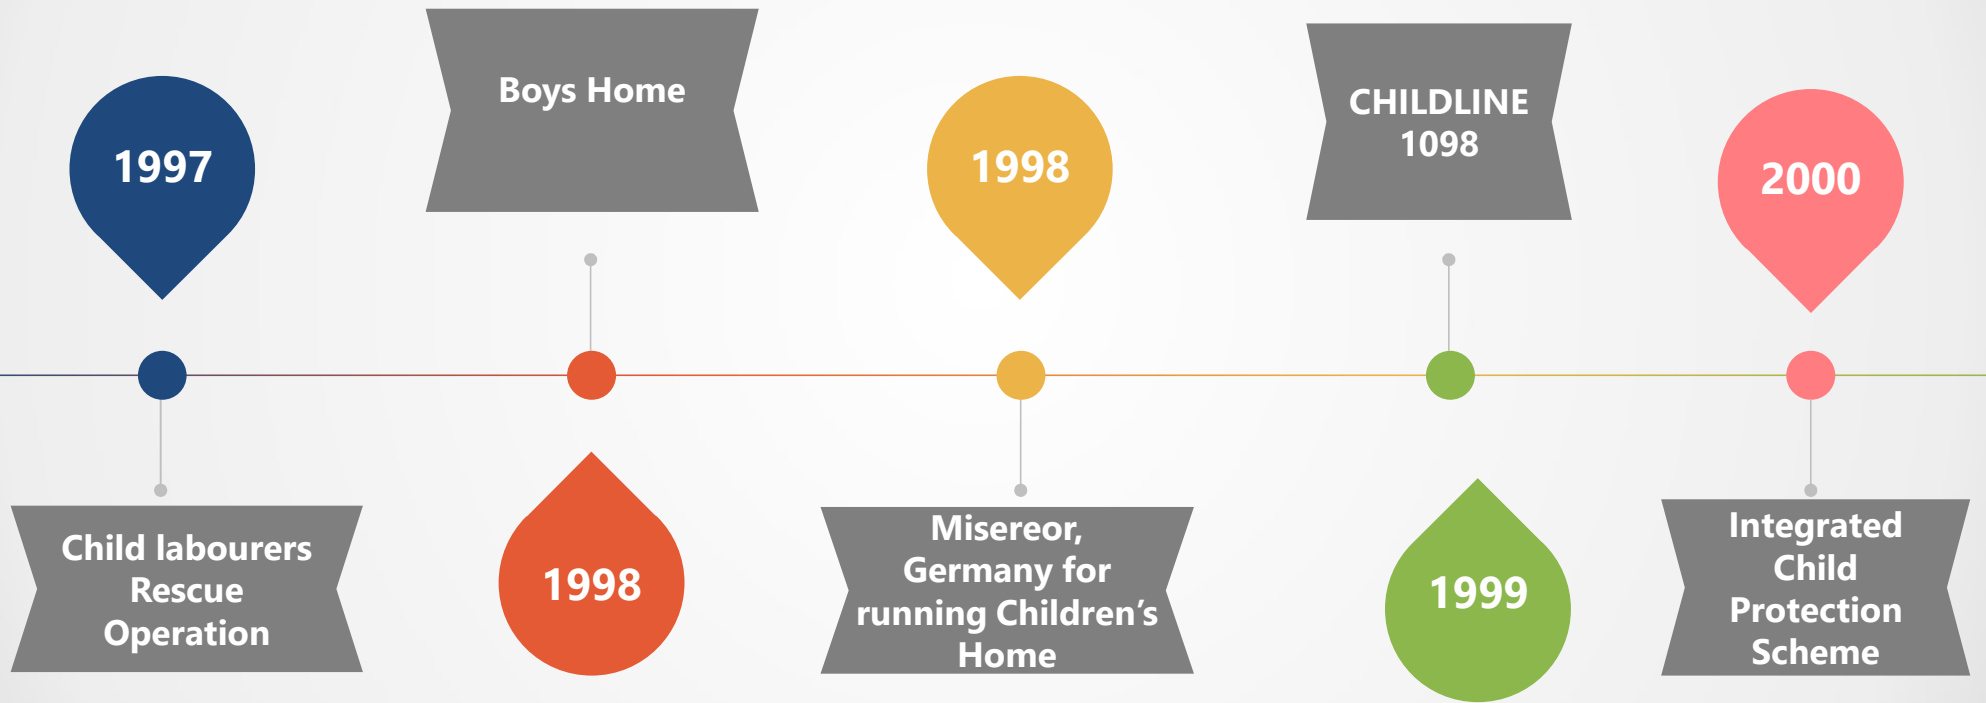 1997
Child labourers
Rescue
Operation
Boys Home
1998
1998
Misereor,
Germany for
running Children’s
Home
CHILDLINE
1098
1999
2000
Integrated
Child
Protection
Scheme